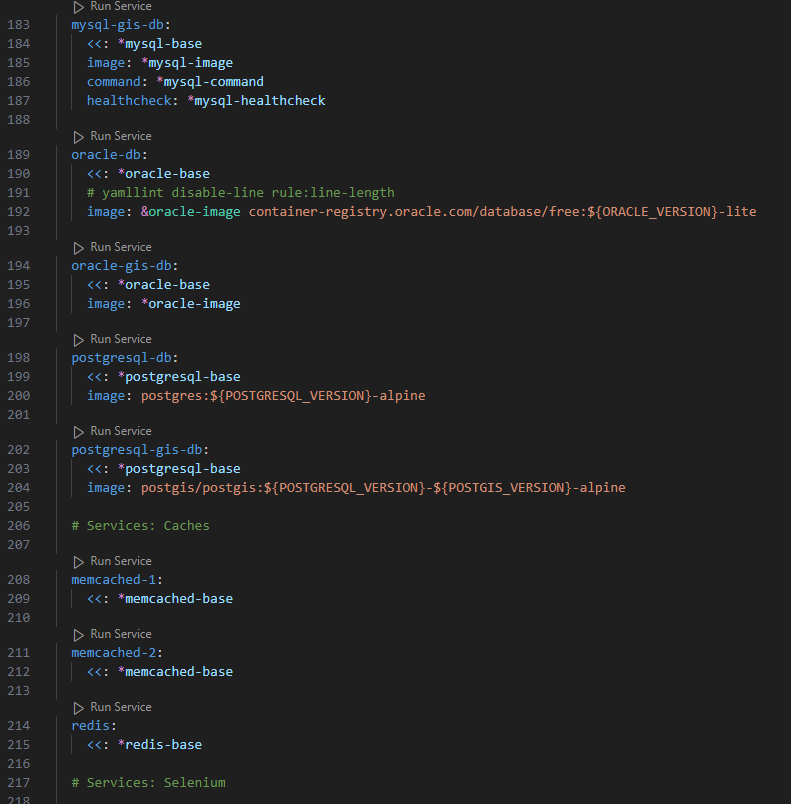 Run Service
183 mysql-gis-db:
184 <<: *mysql-base
185 image: *mysql-image
186 command: *mysql-command
187 healthcheck: *mysql-healthcheck
188
Run Service
189 oracle-db:
190 <<: *oracle-base
191 # yamllint disable-line rule:line-length
192 image: &oracle-image container-registry.oracle.com/database/free:${ORACLE_VERSION}-lite
193
Run Service
194 oracle-gis-db:
195 <<: *oracle-base
196 image: *oracle-image
197
Run Service
198 postgresql-db:
199 <<: *postgresql-base
200 image: postgres:${POSTGRESQL_VERSION}-alpine
201
Run Service
202 postgresql-gis-db:
203 <<: *postgresql-base
204 image: postgis/postgis:${POSTGRESQL_VERSION}-${POSTGIS_VERSION}-alpine
205
206 # Services: Caches
207
Run Service
208 memcached-1:
209 <<: *memcached-base
210
Run Service
211 memcached-2:
212 <<: *memcached-base
213
Run Service
214 redis:
215 <<: *redis-base
216
217 # Services: Selenium
218